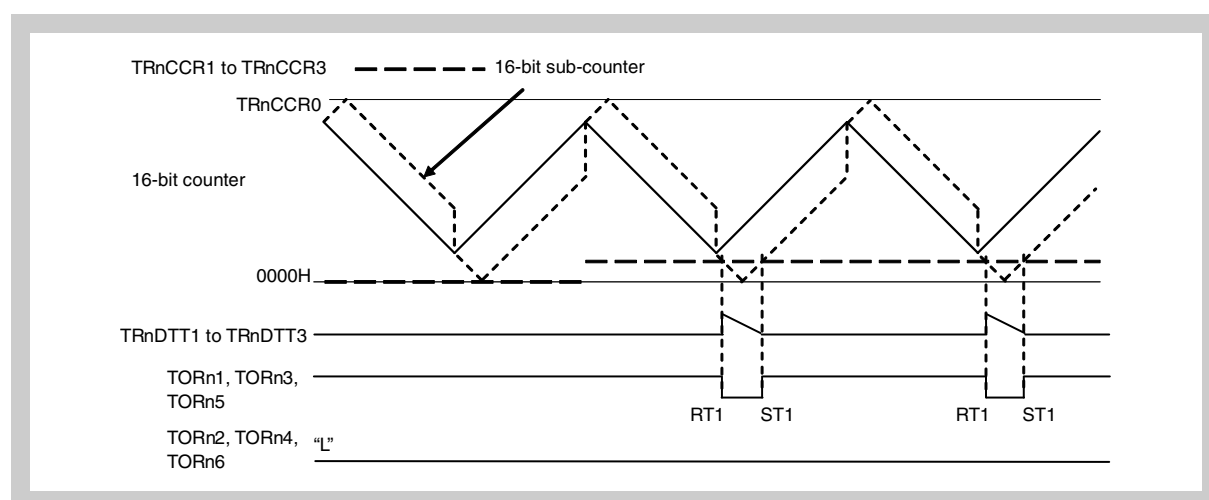 TRnCCR1 to TRnCCR3
16-bit sub-counter
TRnCCR0
16-bit counter
0000H
TRnDTT1 to TRnDTT3
TORn1, TORn3,
TORn5
RT1 ST1 RT1 ST1
TORn2, TORn4, “L”
TORn6